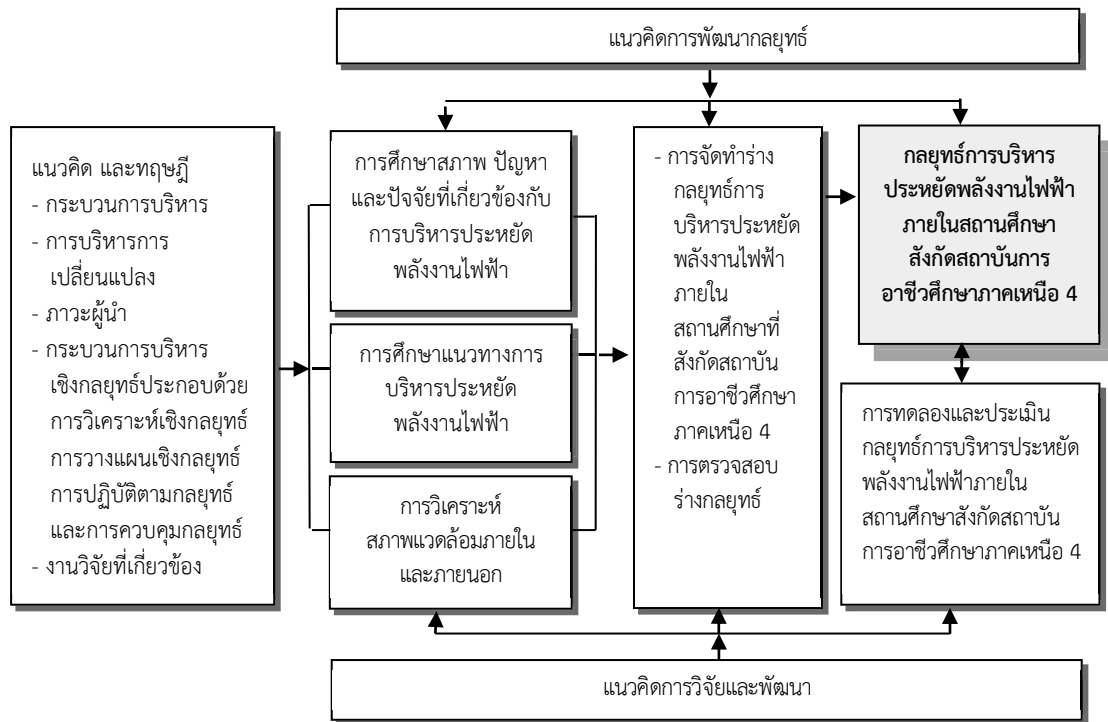 แนวคิดการพัฒนากลยุทธ์
แนวคิด และทฤษฎี
- กระบวนการบริหาร
- การบริหารการ
เปลี่ยนแปลง
- ภาวะผู้นำ
- กระบวนการบริหาร
เชิงกลยุทธ์ประกอบด้วย
การวิเคราะห์เชิงกลยุทธ์
การวางแผนเชิงกลยุทธ์
การปฏิบัติตามกลยุทธ์
และการควบคุมกลยุทธ์
- งานวิจัยที่เกี่ยวข้อง
การศึกษาสภาพ ปัญหา
และปัจจัยที่เกี่ยวข้องกับ
การบริหารประหยัด
พลังงานไฟฟ้า
การศึกษาแนวทางการ
บริหารประหยัด
พลังงานไฟฟ้า
การวิเคราะห์
สภาพแวดล้อมภายใน
และภายนอก
- การจัดทำร่าง
กลยุทธ์การ
บริหารประหยัด
พลังงานไฟฟ้า
ภายใน
สถานศึกษาที่
สังกัดสถาบัน
การอาชีวศึกษา
ภาคเหนือ 4
- การตรวจสอบ
ร่างกลยุทธ์
กลยุทธ์การบริหาร
ประหยัดพลังงานไฟฟ้า
ภายในสถานศึกษา
สังกัดสถาบันการ
อาชีวศึกษาภาคเหนือ 4
การทดลองและประเมิน
กลยุทธ์การบริหารประหยัด
พลังงานไฟฟ้าภายใน
สถานศึกษาสังกัดสถาบัน
การอาชีวศึกษาภาคเหนือ 4
แนวคิดการวิจัยและพัฒนา